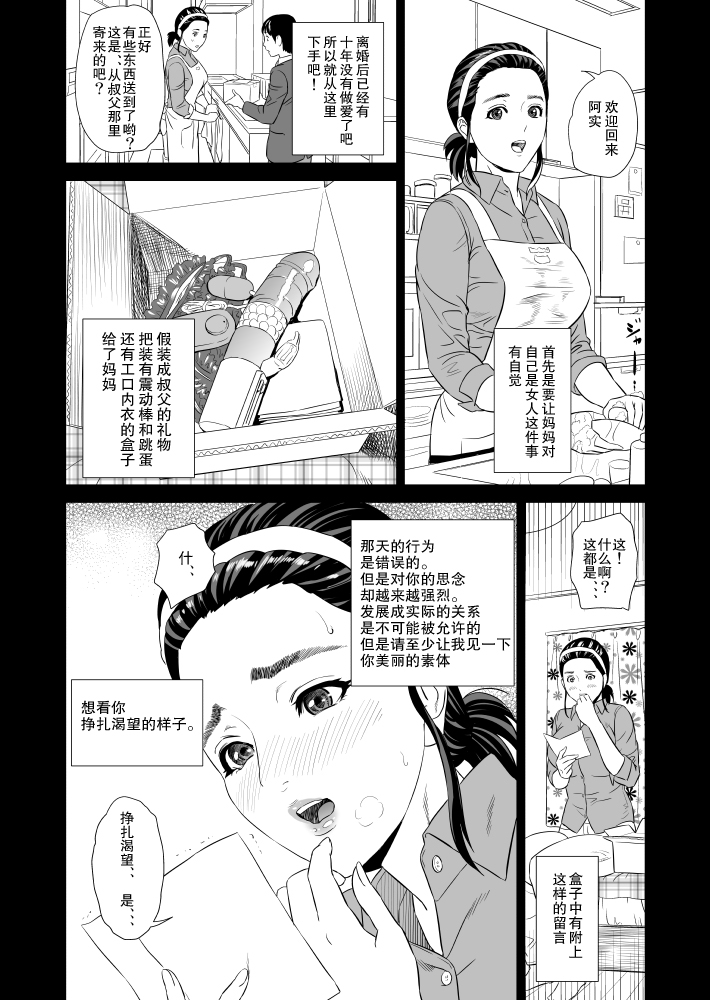 欢迎回来
阿实
首先是要让妈妈对
自己是女人这件事
有自觉
ジャー
离婚后已经有
十年没有做爱了吧
所以就从这里
下手吧！
正好
有些东西送到了哟？
这是、从叔父那里
寄来的吧？
假装成叔父的礼物
把装有震动棒和跳蛋
还有工口内衣的盒子
给了妈妈
这！
什么啊？
这都是、、、
盒子中有附上
这样的留言
什、
那天的行为
是错误的。
但是对你的思念
却越来越强烈。
发展成实际的关系
是不可能被允许的
但是请至少让我见一下
你美丽的素体
想看你
挣扎渴望的样子。
挣扎渴望、、
是、、、